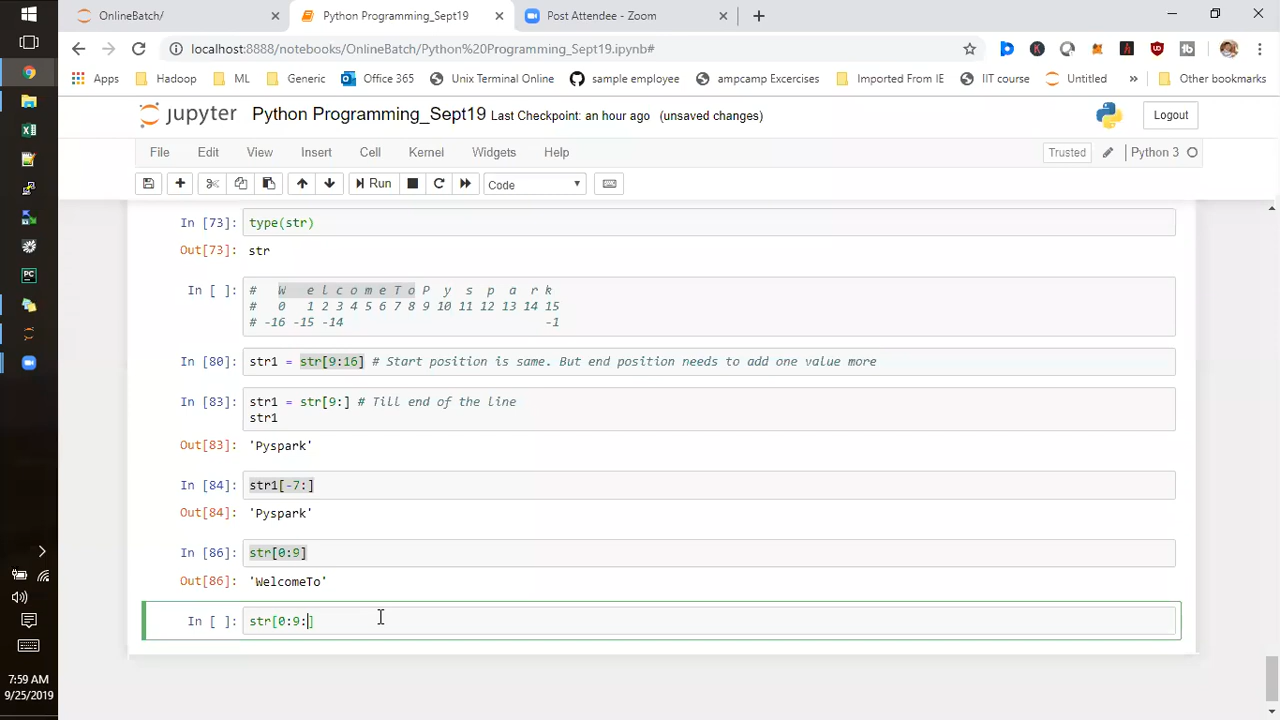 OnlineBatch/
Python Programming_Sept19
Post Attendee - Zoom
localhost:8888/notebooks/OnlineBatch/Python%20Programming_Sept19.ipynb#
Apps Hadoop ML Generic Office 365 Unix Terminal Online sample employee ampcamp Excercises Imported From IE IIT course Untitled » Other bookmarks
jupyter Python Programming_Sept19 Last Checkpoint: an hour ago (unsaved changes) Logout
File Edit View Insert Cell Kernel Widgets Help Trusted Python 3
Run Code
In [73]: type(str)
Out[73]: str
In [ ]: # W e l c o m e T o P y s p a r k
# 0 1 2 3 4 5 6 7 8 9 10 11 12 13 14 15
# -16 -15 -14 -1
In [80]: str1 = str[9:16] # Start position is same. But end position needs to add one value more
In [83]: str1 = str[9:] # Till end of the line
str1
Out[83]: 'Pyspark'
In [84]: str1[-7:]
Out[84]: 'Pyspark'
In [86]: str[0:9]
Out[86]: 'WelcomeTo'
In [ ]: str[0:9:]
7:59 AM
9/25/2019